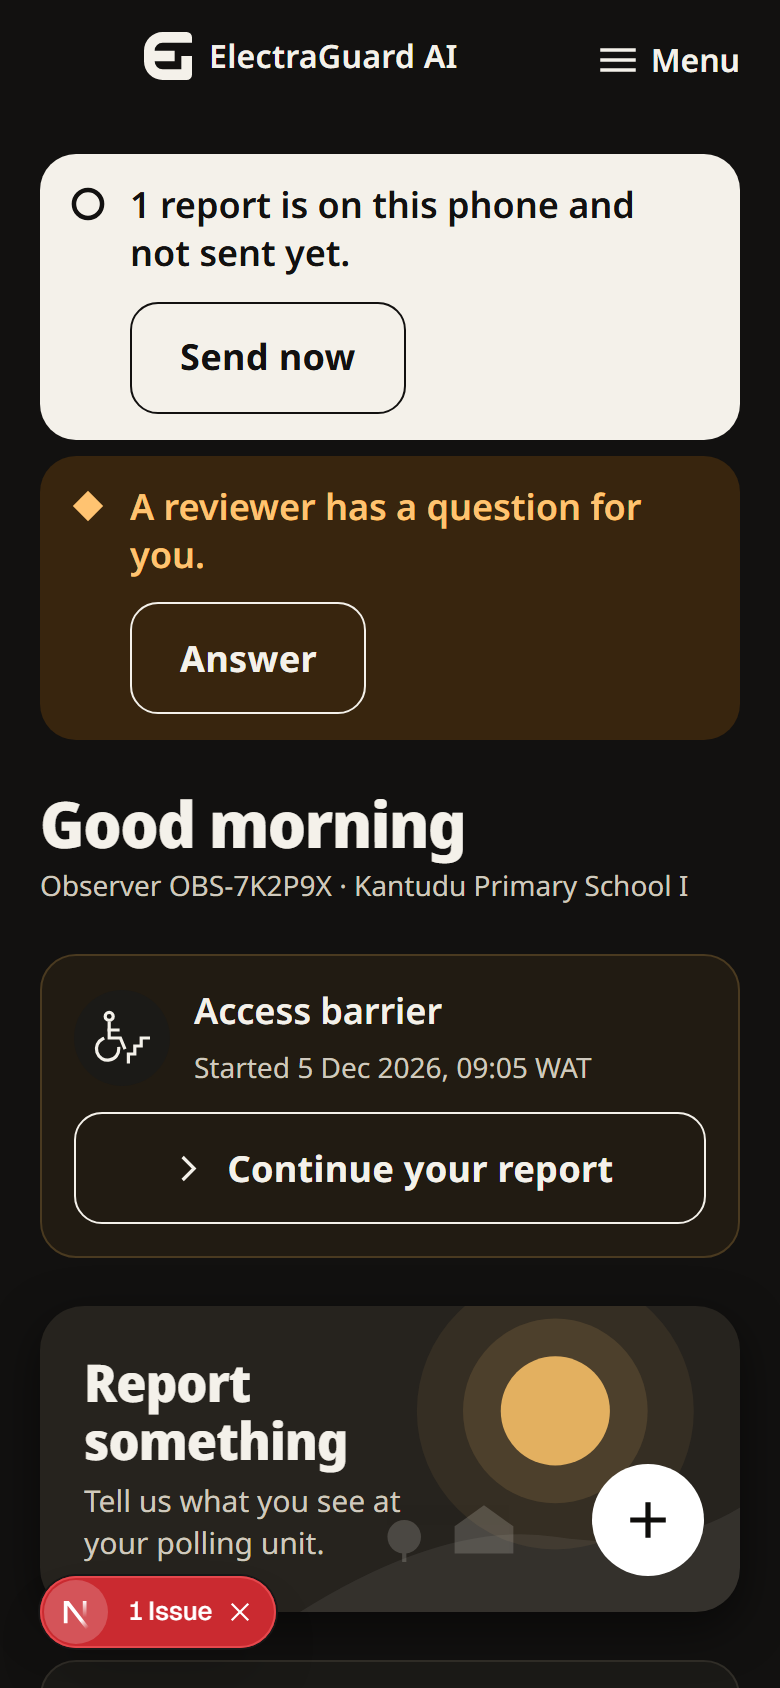 ElectraGuard AI
Menu
1 report is on this phone and
not sent yet.
Send now
A reviewer has a question for
you.
Answer
Good morning
Observer OBS-7K2P9X · Kantudu Primary School I
Access barrier
Started 5 Dec 2026, 09:05 WAT
Continue your report
Report
something
Tell us what you see at
your polling unit.
N
1 Issue